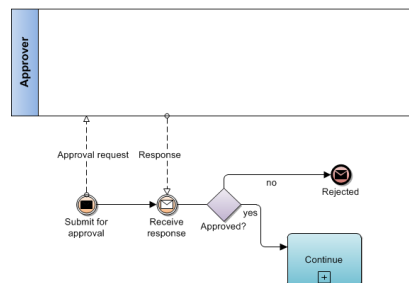 Approver
Approval request
Response
Submit for
approval
Receive
response
Approved?
no
yes
Rejected
Continue